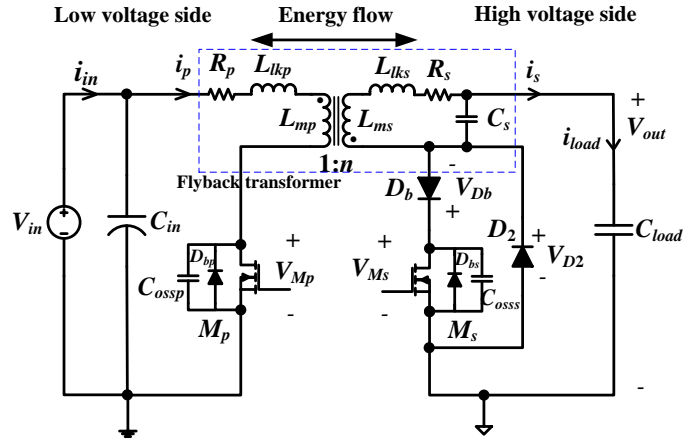 Low voltage side Energy flow High voltage side
i_in i_p R_p L_lkp L_lks R_s i_s
L_mp L_ms C_s + V_out
i_load
1:n
Flyback transformer
- D_b V_Db +
V_in + - C_in D_2 + V_D2 - C_load
D_bp + V_Mp - + V_Ms - D_bs
C_ossp C_osss
M_p M_s
-